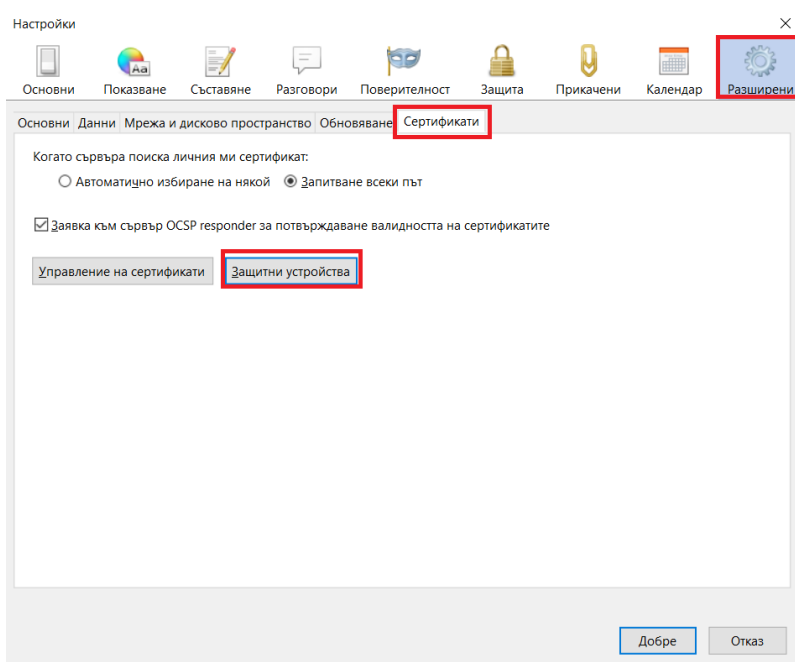 Настройки
Aa
Основни Показване Съставяне Разговори Поверителност Защита Прикачени Календар Разширени
Основни Данни Мрежа и дисково пространство Обновяване Сертификати
Когато сървъра поиска личния ми сертификат:
Автоматично избиране на някой Запитване всеки път
Заявка към сървър OCSP responder за потвърждаване валидността на сертификатите
Управление на сертификати Защитни устройства
Добре Отказ